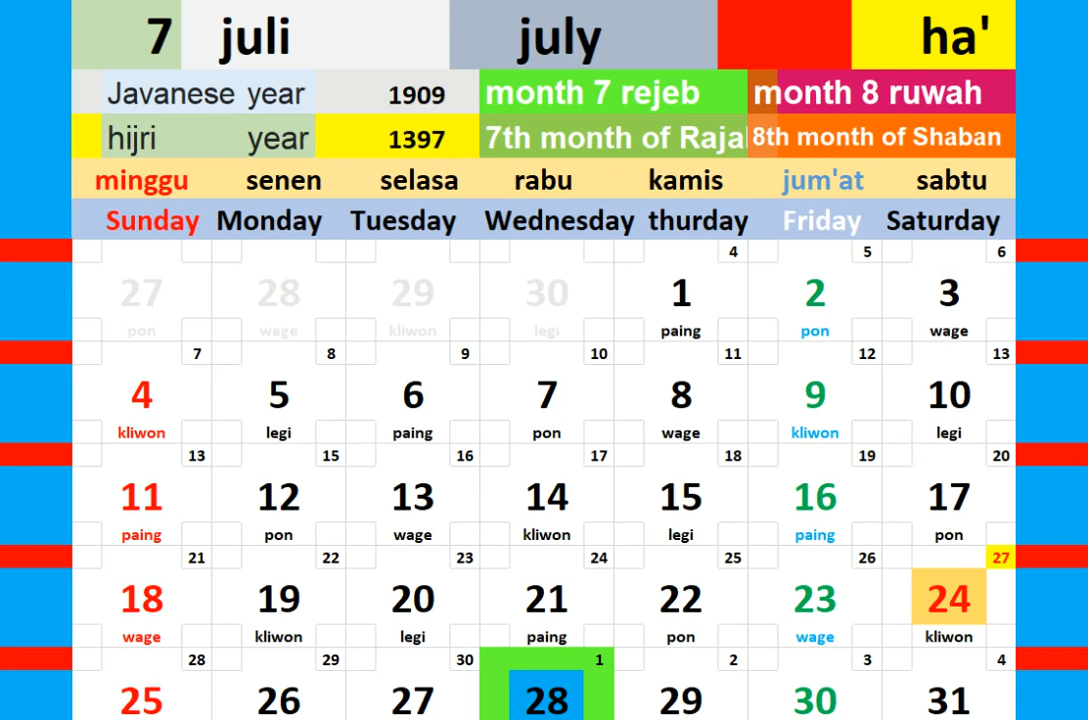 7 juli july ha'
Javanese year 1909 month 7 rejeb month 8 ruwah
hijri year 1397 7th month of Raja 8th month of Shaban
minggu senen selasa rabu kamis jum'at sabtu
Sunday Monday Tuesday Wednesday thurday Friday Saturday
4 5 6
27 28 29 30 1 2 3
pon wage kliwon legi paing pon wage
7 8 9 10 11 12 13
4 5 6 7 8 9 10
kliwon legi paing pon wage kliwon legi
13 15 16 17 18 19 20
11 12 13 14 15 16 17
paing pon wage kliwon legi paing pon
21 22 23 24 25 26 27
18 19 20 21 22 23 24
wage kliwon legi paing pon wage kliwon
28 29 30 1 2 3 4
25 26 27 28 29 30 31